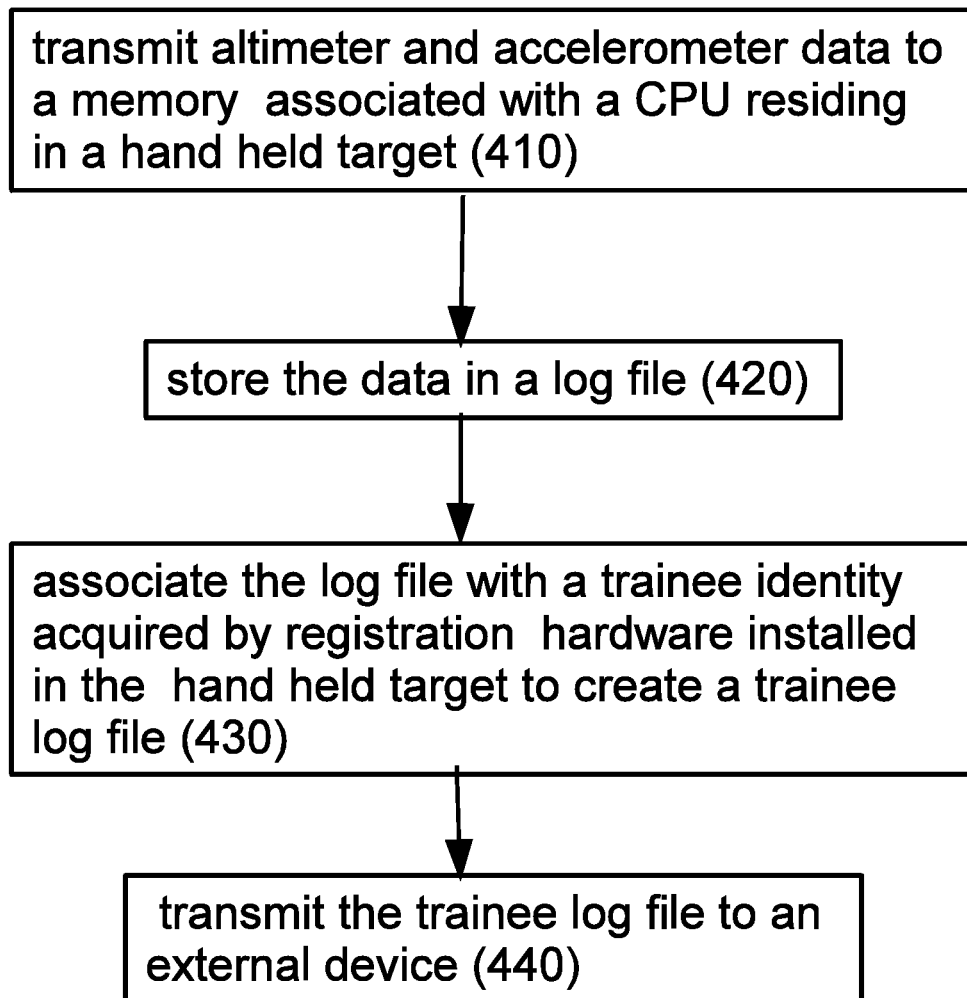 transmit altimeter and accelerometer data to
a memory associated with a CPU residing
in a hand held target (410)
store the data in a log file (420)
associate the log file with a trainee identity
acquired by registration hardware installed
in the hand held target to create a trainee
log file (430)
transmit the trainee log file to an
external device (440)